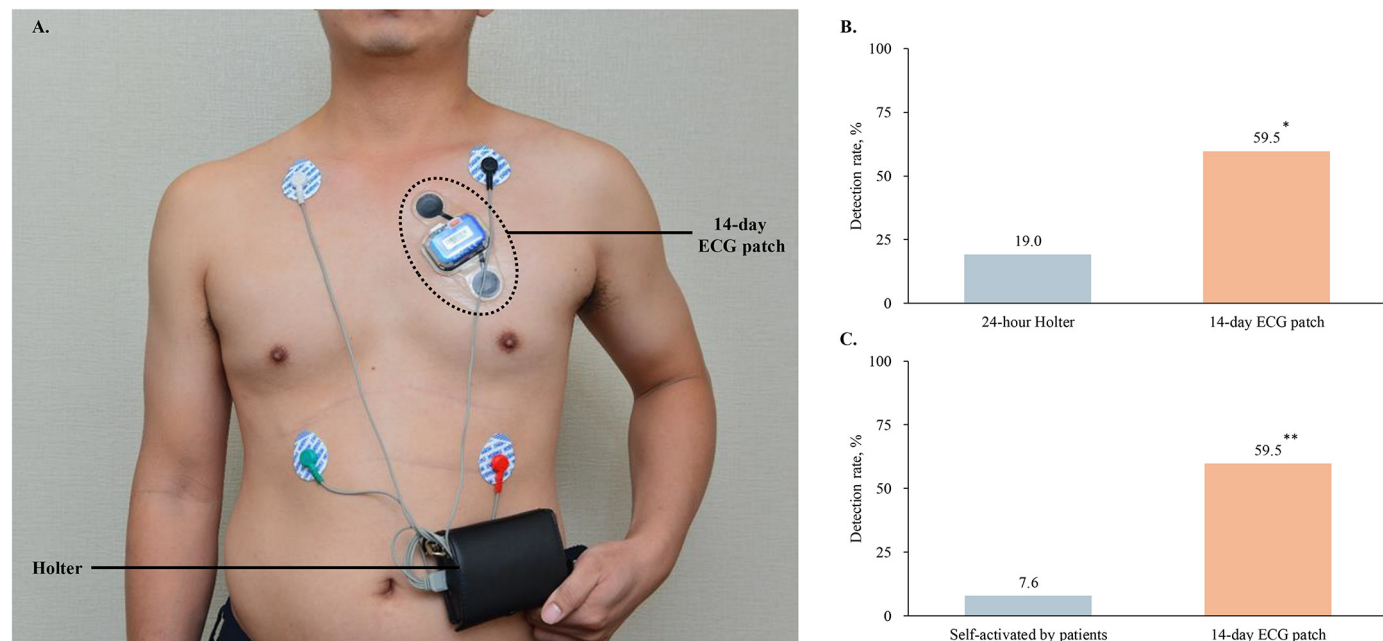 A.
14-day
ECG patch
Holter
B.
100
75
50
25
0
Detection rate, %
19.0
59.5*
24-hour Holter
14-day ECG patch
C.
100
75
50
25
0
Detection rate, %
7.6
59.5**
Self-activated by patients
14-day ECG patch